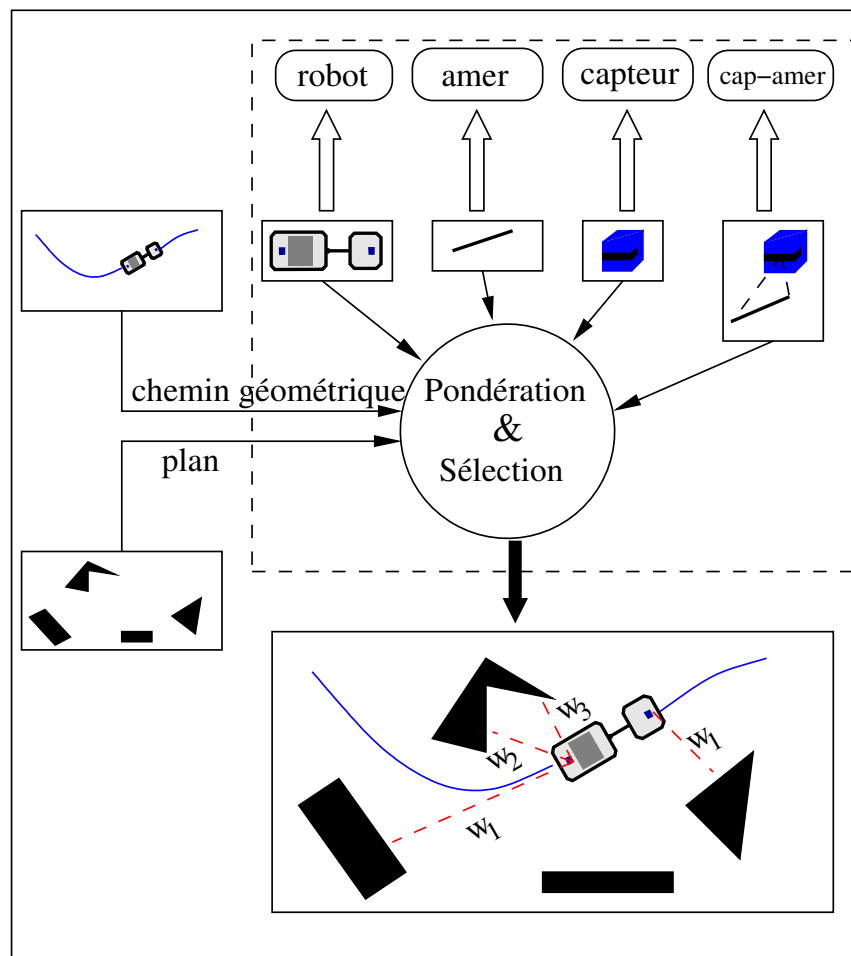 robot
amer
capteur
cap-amer
chemin géométrique
plan
Pondération
&
Sélection
w3
w2
w1
w1